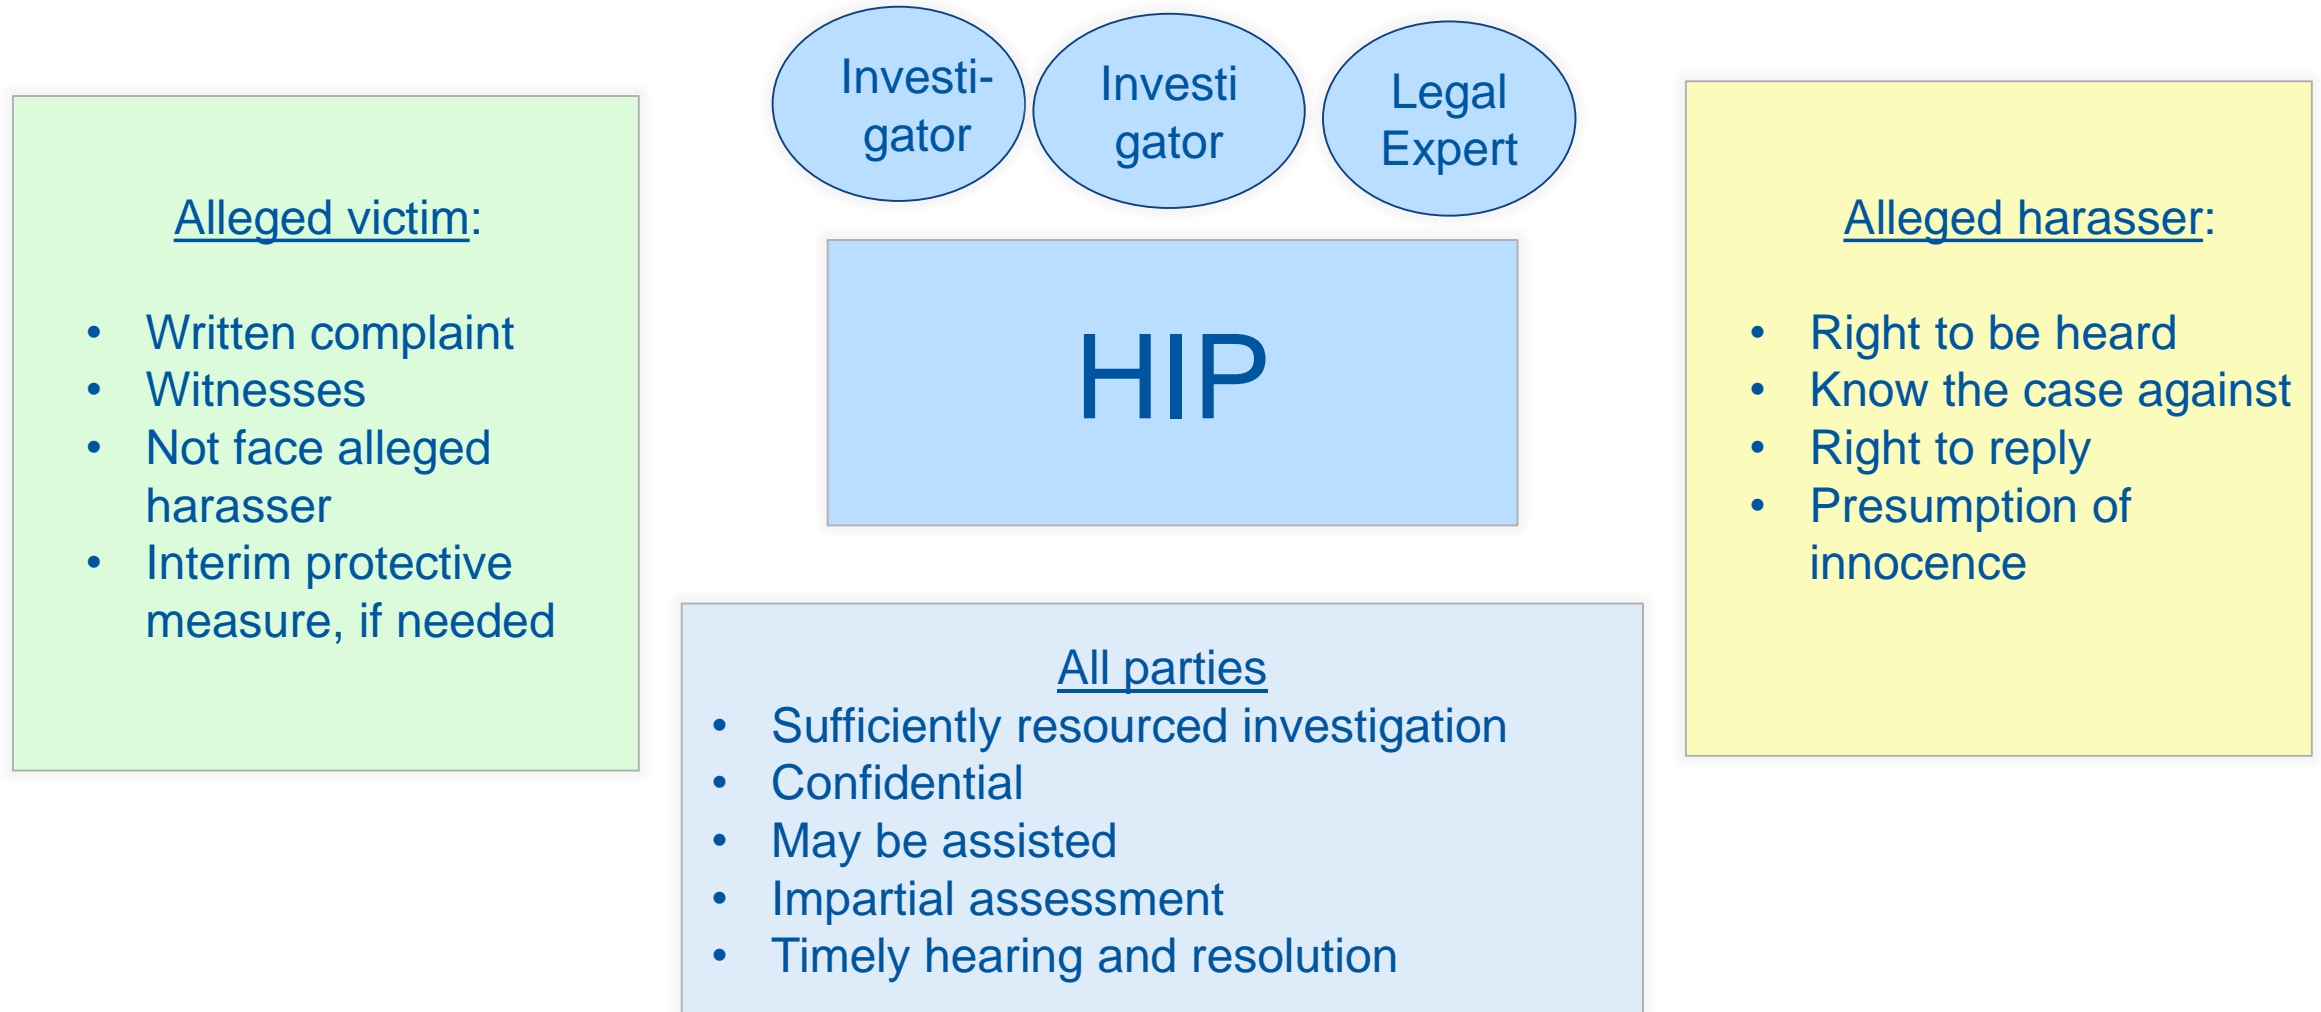 Investi-
gator
Investi
gator
Legal
Expert
Alleged victim:
• Written complaint
• Witnesses
• Not face alleged
harasser
• Interim protective
measure, if needed
HIP
Alleged harasser:
• Right to be heard
• Know the case against
• Right to reply
• Presumption of
innocence
All parties
• Sufficiently resourced investigation
• Confidential
• May be assisted
• Impartial assessment
• Timely hearing and resolution